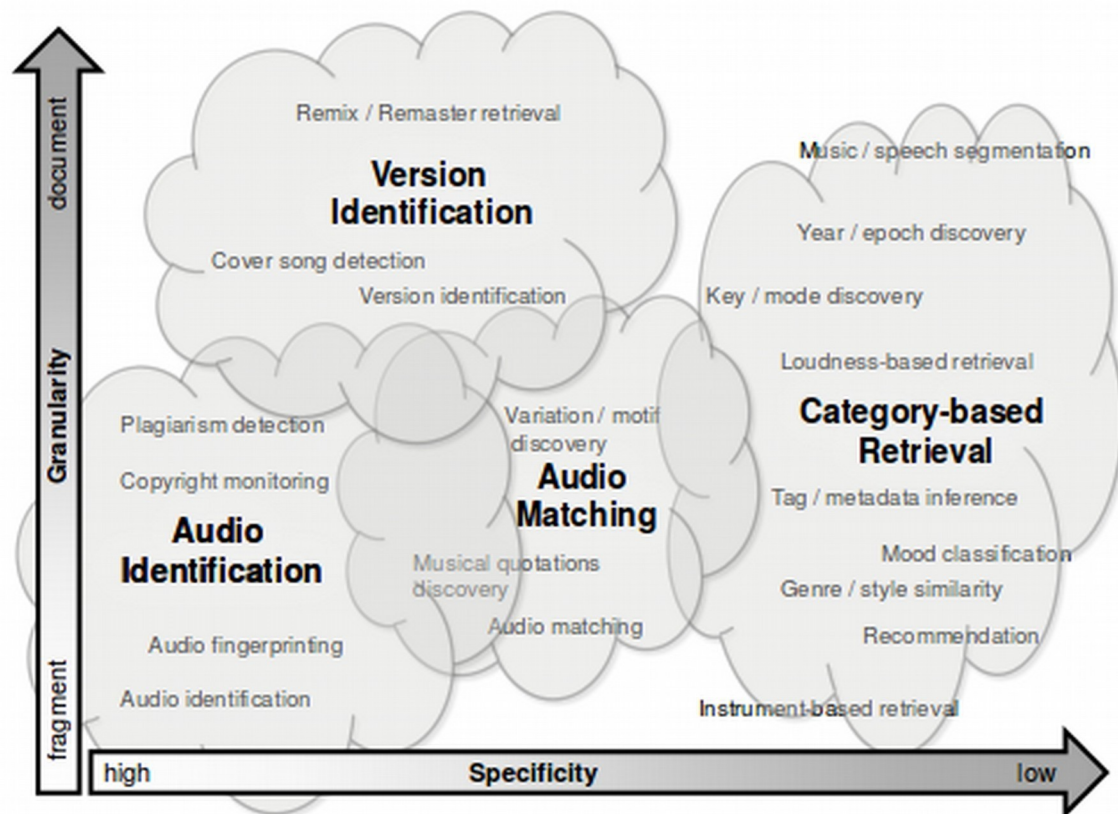 document
Granularity
fragment
Remix / Remaster retrieval
Version
Identification
Cover song detection
Version identification
Music / speech segmentation
Year / epoch discovery
Key / mode discovery
Loudness-based retrieval
Category-based
Retrieval
Tag / metadata inference
Mood classification
Genre / style similarity
Recommendation
Instrument-based retrieval
Plagiarism detection
Copyright monitoring
Audio
Identification
Audio fingerprinting
Audio identification
Variation / motif
discovery
Audio
Matching
Musical quotations
discovery
Audio matching
high
Specificity
low